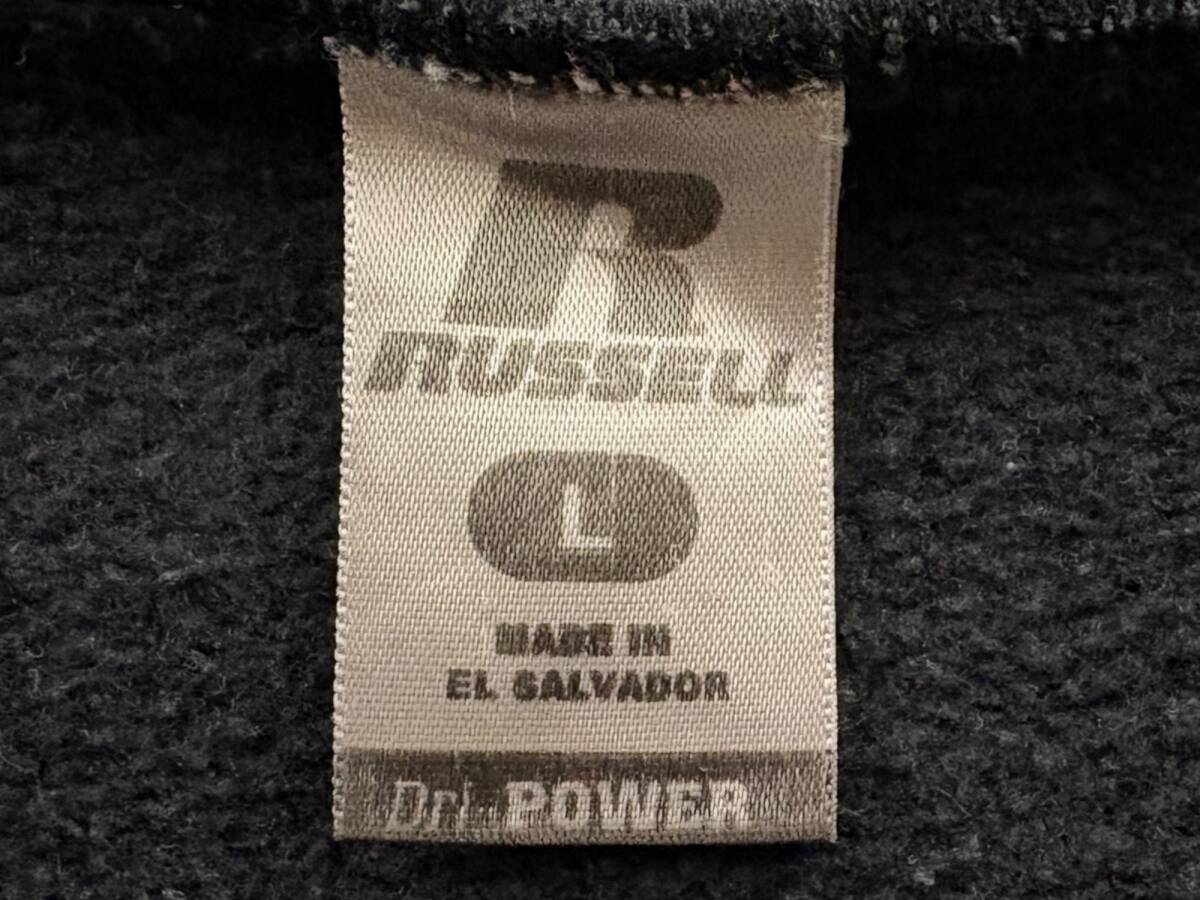 R
RUSSELL
L
MADE IN
EL SALVADOR
Dri-POWER